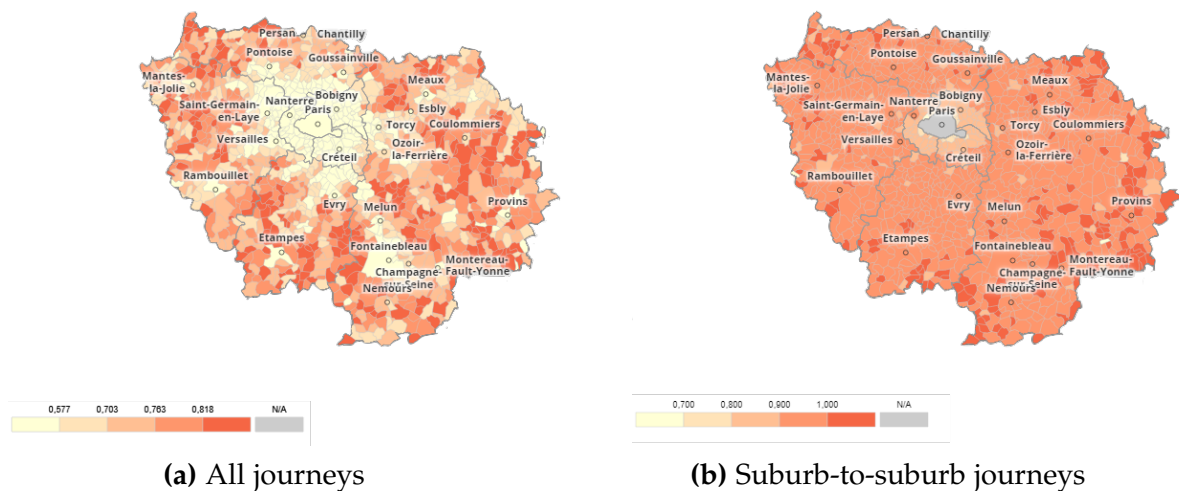 Persan Chantilly
Pontoise
Goussainville
Mantes-
la-Jolie
Meaux
Saint-Germain-
en-Laye
Nanterre
Bobigny
Paris
Esbly
Torcy
Coulommiers
Versailles
Créteil
Ozoir-
la-Ferrière
Rambouillet
Evry
Melun
Provins
Etampes
Fontainebleau
Champagne-
sur-Seine
Montereau-
Fault-Yonne
Nemours
0,577 0,703 0,763 0,818 N/A
(a) All journeys
Persan Chantilly
Pontoise
Goussainville
Mantes-
la-Jolie
Meaux
Saint-Germain-
en-Laye
Nanterre
Bobigny
Paris
Esbly
Torcy
Coulommiers
Versailles
Créteil
Ozoir-
la-Ferrière
Rambouillet
Evry
Melun
Provins
Etampes
Fontainebleau
Champagne-
sur-Seine
Montereau-
Fault-Yonne
Nemours
0,700 0,800 0,900 1,000 N/A
(b) Suburb-to-suburb journeys